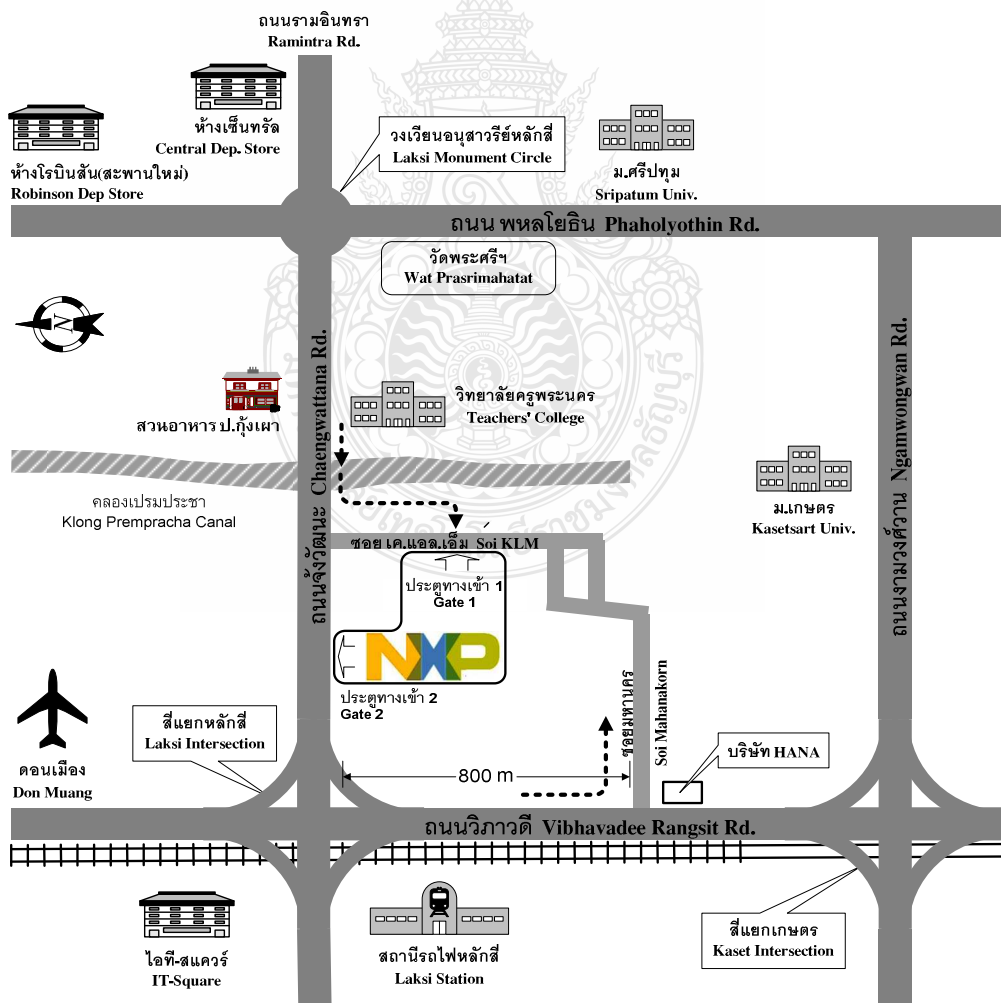 ถนนรามอินทรา
Ramintra Rd.
ห้างเซ็นทรัล
Central Dep. Store
ห้างโรบินสัน(สะพานใหม่)
Robinson Dep Store
วงเวียนอนุสาวรีย์หลักสี่
Laksi Monument Circle
ม.ศรีปทุม
Sripatum Univ.
ถนน พหลโยธิน Phaholyothin Rd.
วัดพระศรีฯ
Wat Prasrimahatat
N
ถนนแจ้งวัฒนะ Chaengwattana Rd.
ถนนงามวงศ์วาน Ngamwongwan Rd.
สวนอาหาร ป.กุ้งเผา
วิทยาลัยครูพระนคร
Teachers' College
คลองเปรมประชา
Klong Prempracha Canal
ม.เกษตร
Kasetsart Univ.
ซอย เค.แอล.เอ็ม Soi KLM
ประตูทางเข้า 1
Gate 1
NXP
ประตูทางเข้า 2
Gate 2
ซอยมหานคร
Soi Mahanakorn
สี่แยกหลักสี่
Laksi Intersection
ดอนเมือง
Don Muang
800 m
บริษัท HANA
ถนนวิภาวดี Vibhavadee Rangsit Rd.
ไอที-สแควร์
IT-Square
สถานีรถไฟหลักสี่
Laksi Station
สี่แยกเกษตร
Kaset Intersection